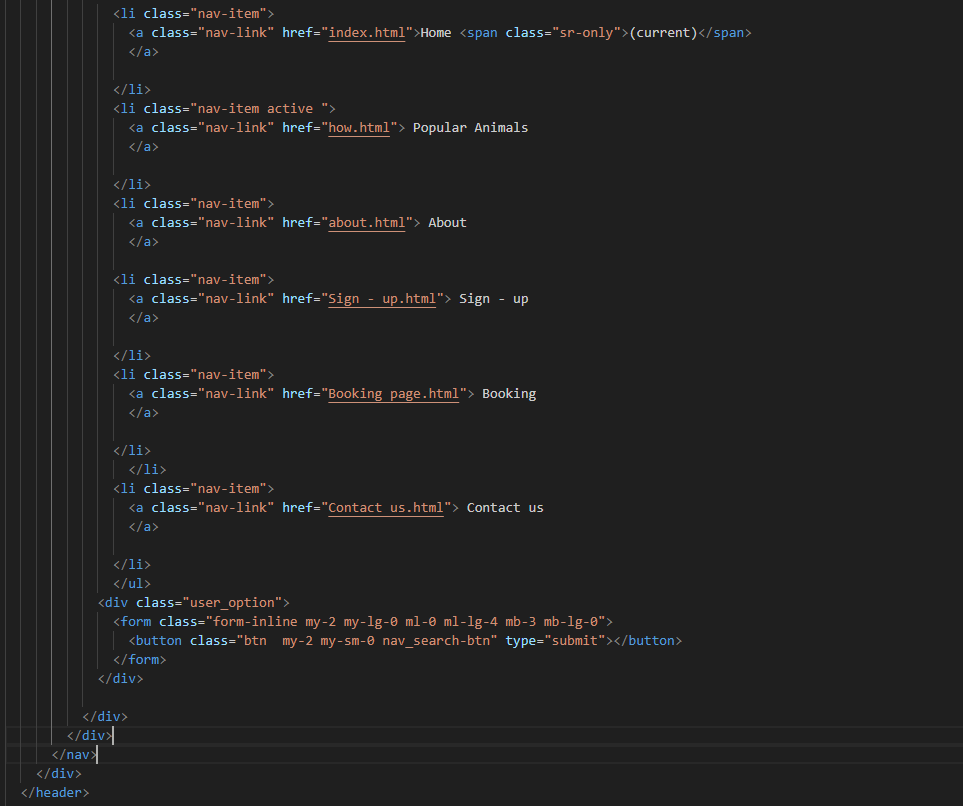 <li class="nav-item">
<a class="nav-link" href="index.html">Home <span class="sr-only">(current)</span>
</a>
</li>
<li class="nav-item active ">
<a class="nav-link" href="how.html"> Popular Animals
</a>
</li>
<li class="nav-item">
<a class="nav-link" href="about.html"> About
</a>
<li class="nav-item">
<a class="nav-link" href="Sign - up.html"> Sign - up
</a>
</li>
<li class="nav-item">
<a class="nav-link" href="Booking page.html"> Booking
</a>
</li>
</li>
<li class="nav-item">
<a class="nav-link" href="Contact us.html"> Contact us
</a>
</li>
</ul>
<div class="user_option">
<form class="form-inline my-2 my-lg-0 ml-0 ml-lg-4 mb-3 mb-lg-0">
<button class="btn  my-2 my-sm-0 nav_search-btn" type="submit"></button>
</form>
</div>
</div>
</div>
</nav>
</div>
</header>